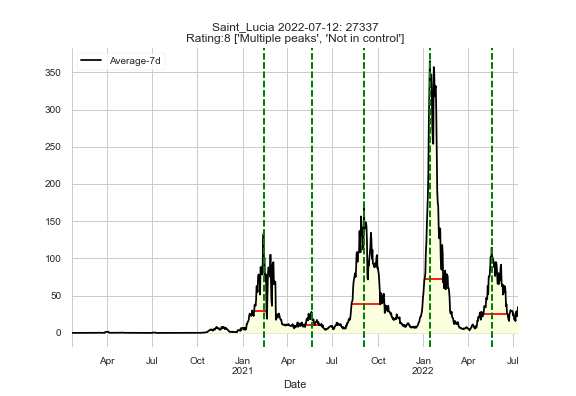 Saint_Lucia 2022-07-12: 27337
Rating:8 ['Multiple peaks', 'Not in control']
Average-7d
350
300
250
200
150
100
50
0
Apr Jul Oct Jan Apr Jul Oct Jan Apr Jul
2021 2022
Date